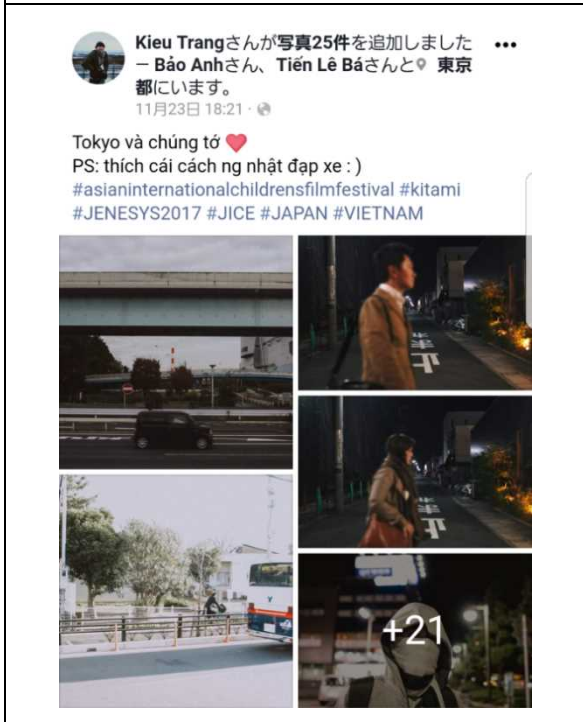 Kieu Trangさんが写真25件を追加しました
– Bảo Anhさん、Tiến Lê Báさんと 東京
都にいます。
11月23日 18:21 ·
Tokyo và chúng tớ
PS: thích cái cách ng nhật đạp xe : )
#asianinternationalchildrensfilmfestival #kitami
#JENESYS2017 #JICE #JAPAN #VIETNAM
止
止
+21